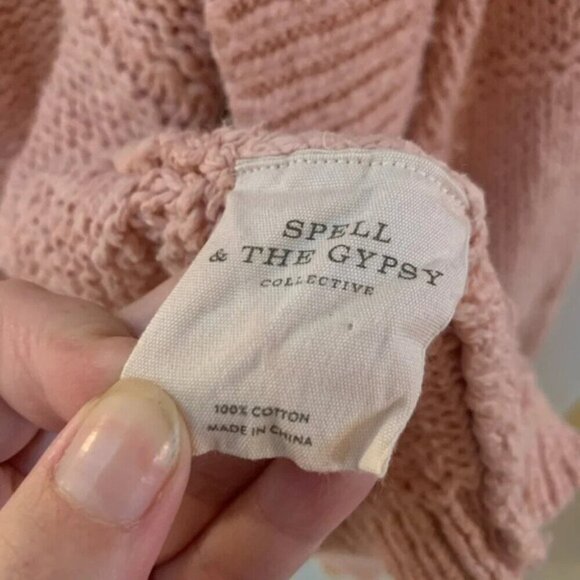 SPELL
& THE GYPSY
COLLECTIVE
100% COTTON
MADE IN CHINA